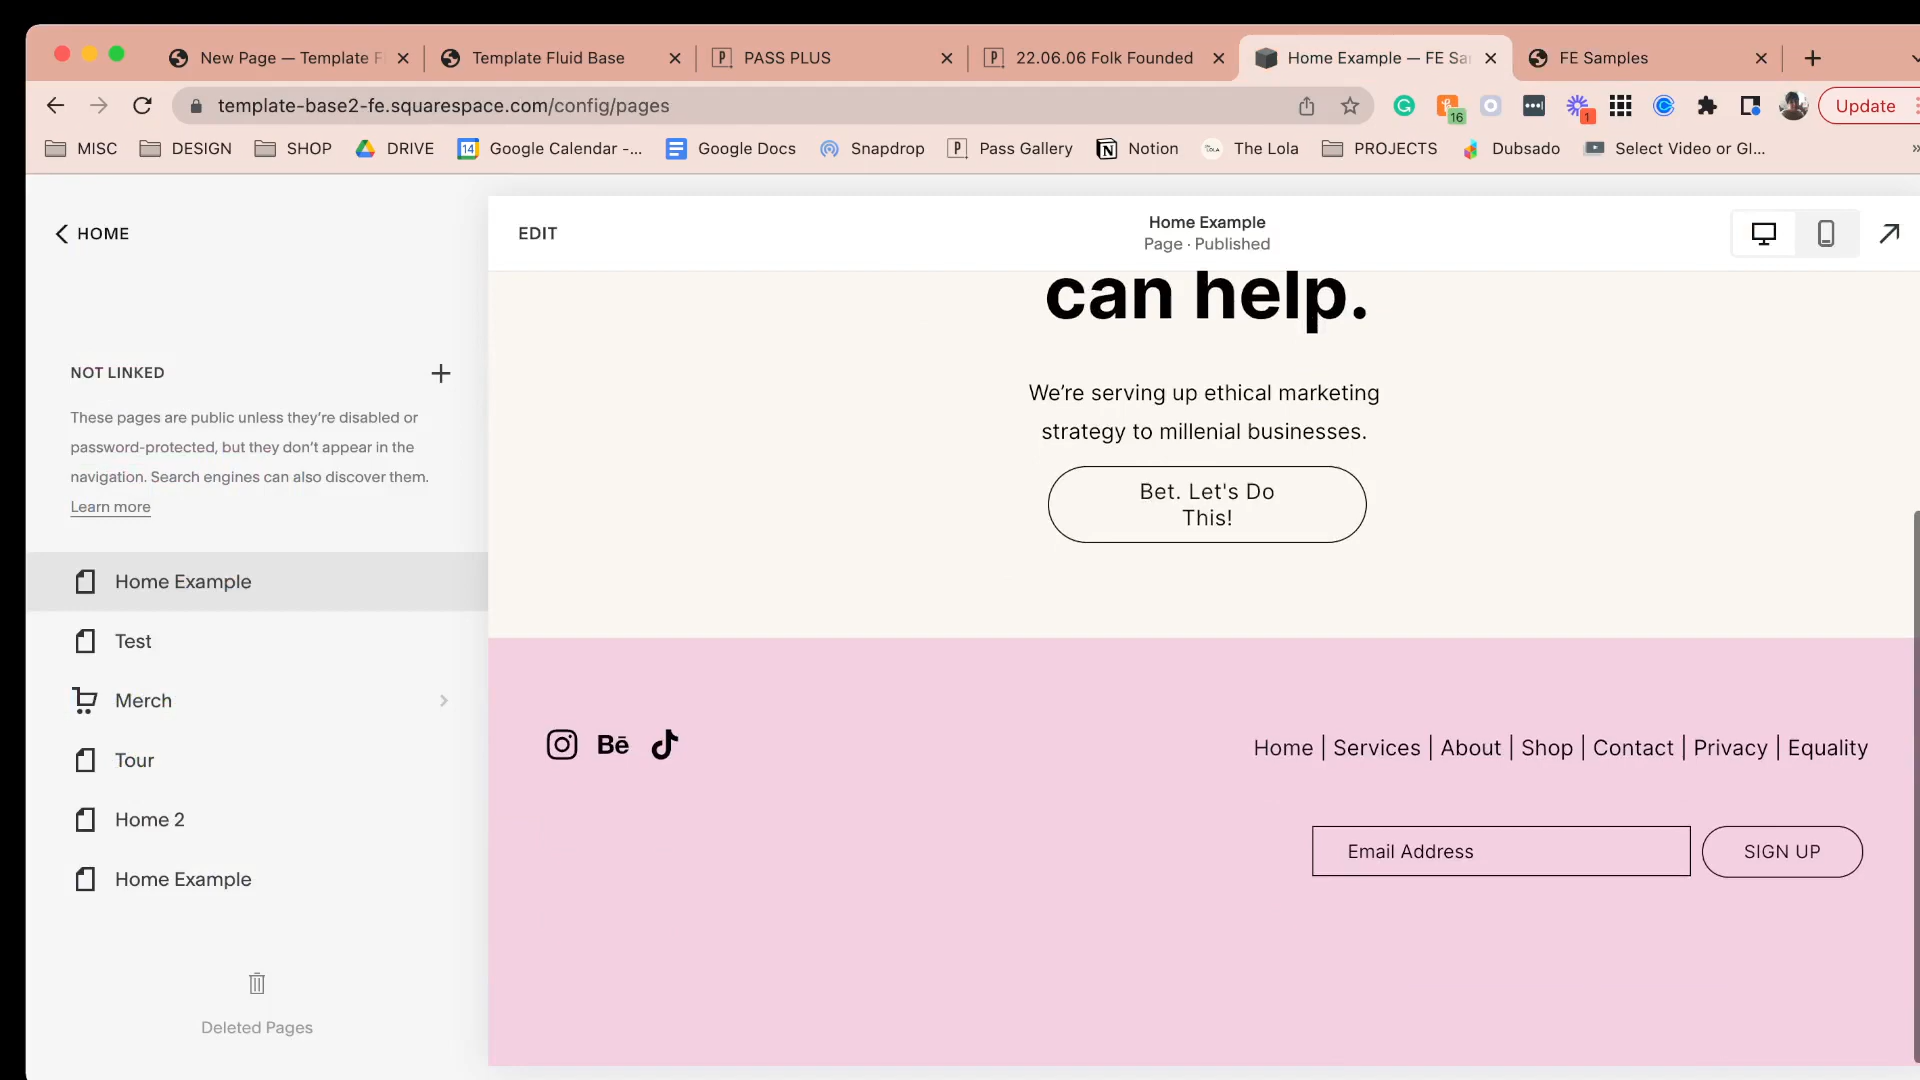 New Page — Template F
Template Fluid Base
PASS PLUS
22.06.06 Folk Founded
Home Example — FE Sa
FE Samples
template-base2-fe.squarespace.com/config/pages
16
1
Update
MISC
DESIGN
SHOP
DRIVE
14
Google Calendar -...
Google Docs
Snapdrop
P
Pass Gallery
Notion
The Lola
PROJECTS
Dubsado
Select Video or GI...
»
HOME
EDIT
Home Example
Page · Published
NOT LINKED
These pages are public unless they're disabled or
password-protected, but they don't appear in the
navigation. Search engines can also discover them.
Learn more
Home Example
Test
Merch
Tour
Home 2
Home Example
Deleted Pages
can help.
We're serving up ethical marketing
strategy to millenial businesses.
Bet. Let's Do
This!
Bē
Home | Services | About | Shop | Contact | Privacy | Equality
Email Address
SIGN UP